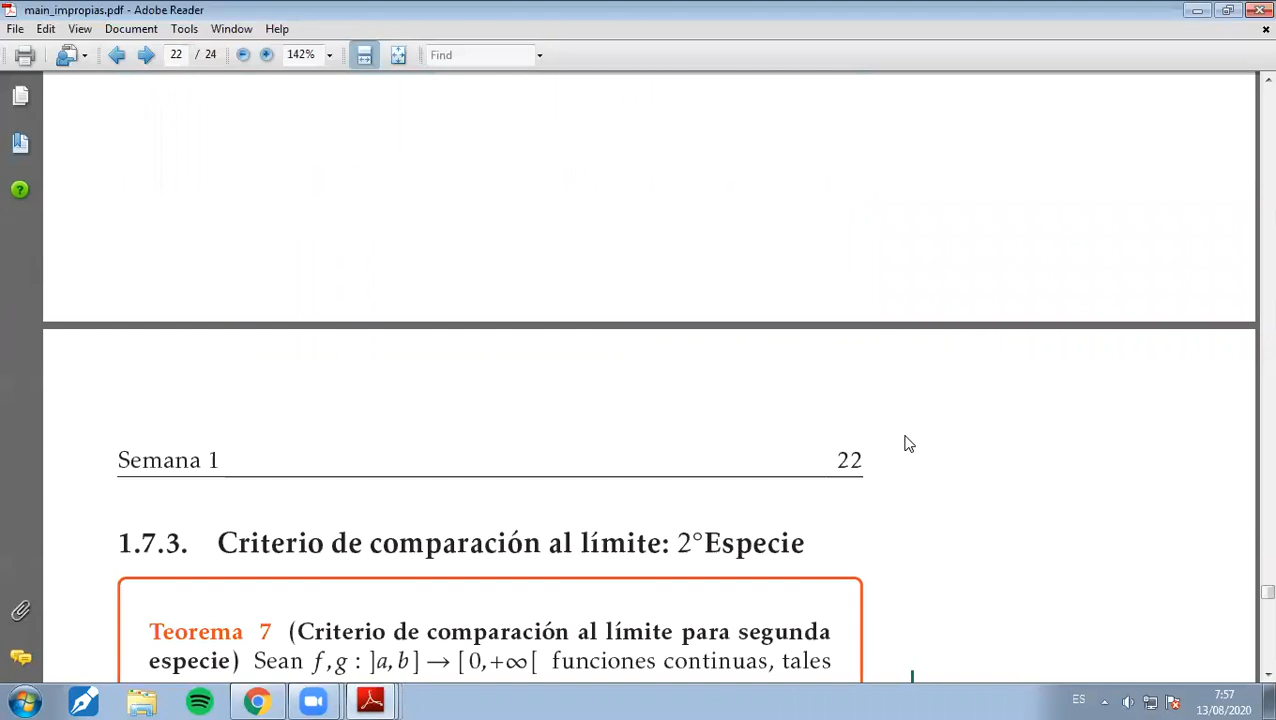 main_impropias.pdf - Adobe Reader
File Edit View Document Tools Window Help
22 / 24 142% Find
Semana 1 22
1.7.3. Criterio de comparación al límite: 2°Especie
Teorema 7 (Criterio de comparación al límite para segunda
especie) Sean f,g : ]a,b] → [0,+∞[ funciones continuas, tales
ES 7:57
13/08/2020